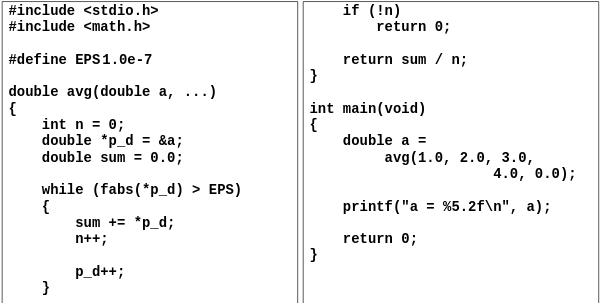 #include <stdio.h>
#include <math.h>

#define EPS 1.0e-7

double avg(double a, ...)
{
    int n = 0;
    double *p_d = &a;
    double sum = 0.0;

    while (fabs(*p_d) > EPS)
    {
        sum += *p_d;
        n++;

        p_d++;
    }
    if (!n)
        return 0;

    return sum / n;
}

int main(void)
{
    double a =
         avg(1.0, 2.0, 3.0,
                      4.0, 0.0);

    printf("a = %5.2f\n", a);

    return 0;
}